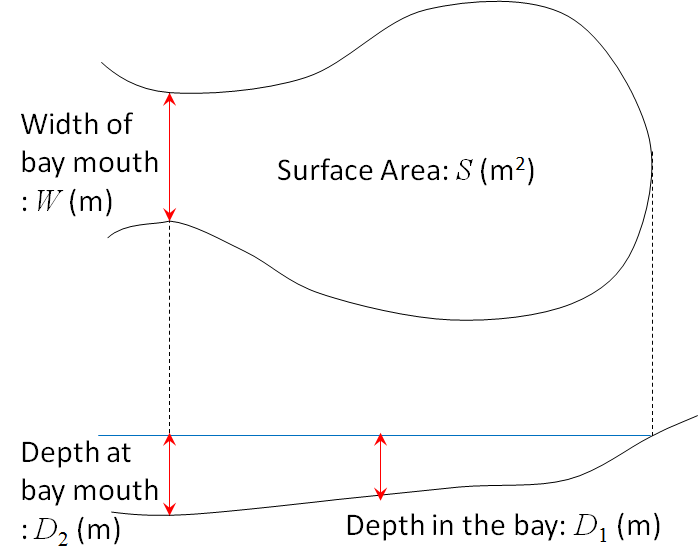 Width of
bay mouth
: W (m)
Surface Area: S (m²)
Depth at
bay mouth
: D₂ (m)
Depth in the bay: D₁ (m)